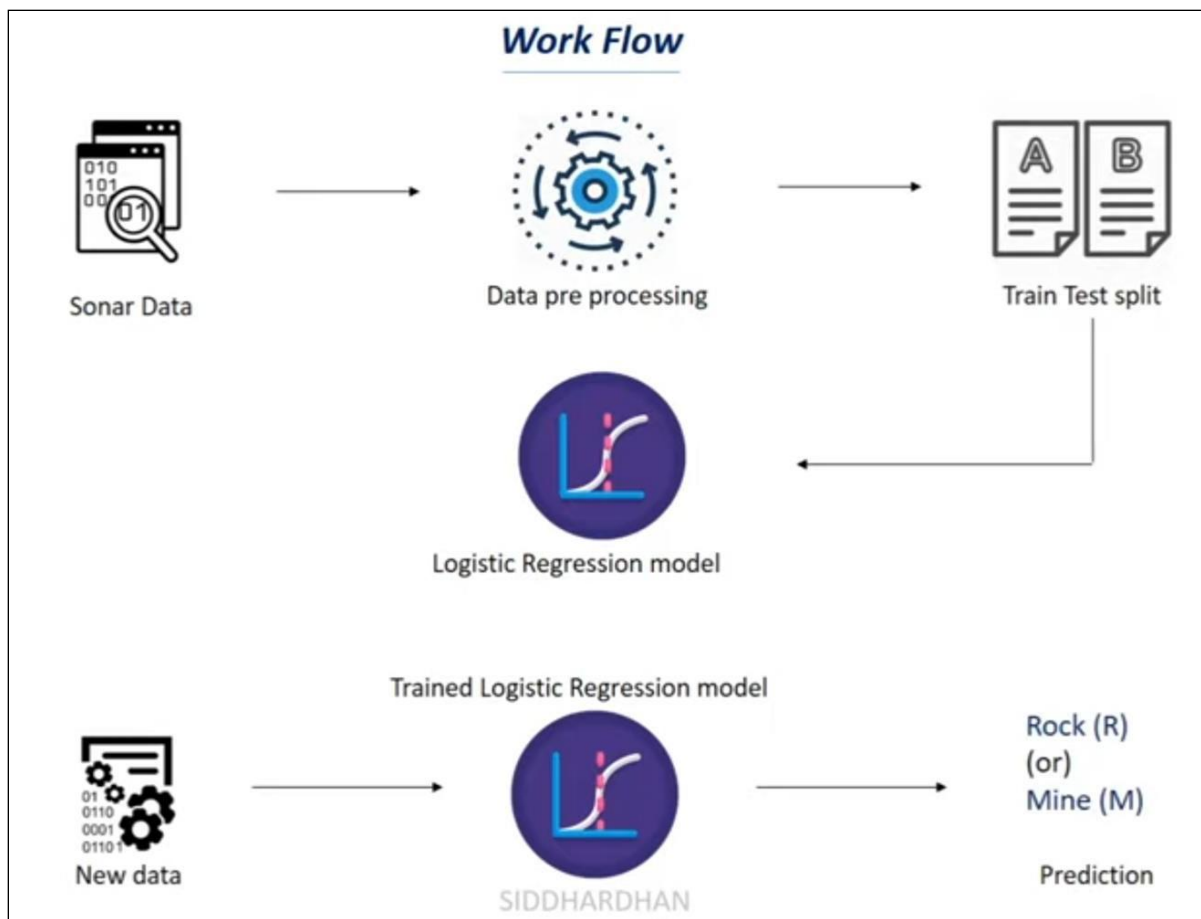 Work Flow
010
101
00
01
A
B
Sonar Data
Data pre processing
Train Test split
Logistic Regression model
Trained Logistic Regression model
Rock (R)
(or)
Mine (M)
01
0110
0001
01101
New data
Prediction
SIDDHARDHAN